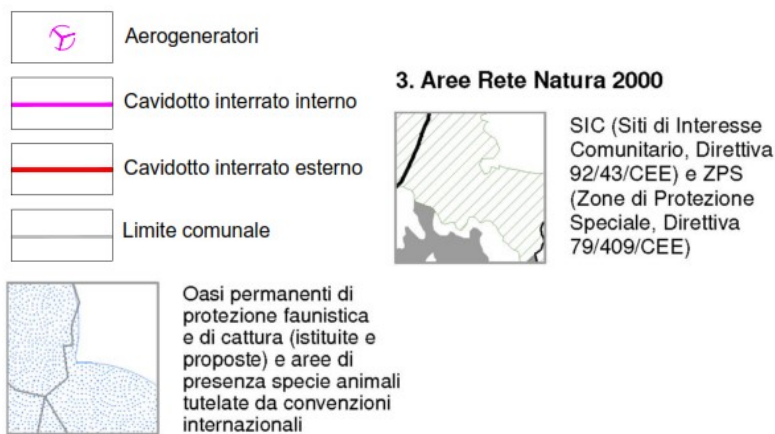 Aerogeneratori
Cavidotto interrato interno
Cavidotto interrato esterno
Limite comunale
Oasi permanenti di
protezione faunistica
e di cattura (istituite e
proposte) e aree di
presenza specie animali
tutelate da convenzioni
internazionali
3. Aree Rete Natura 2000
SIC (Siti di Interesse
Comunitario, Direttiva
92/43/CEE) e ZPS
(Zone di Protezione
Speciale, Direttiva
79/409/CEE)